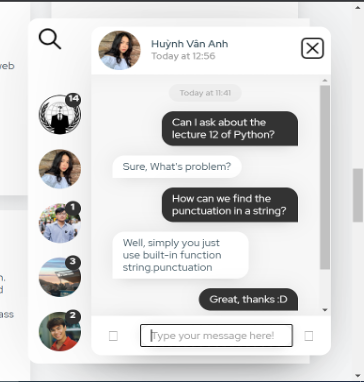 web
Huỳnh Vân Anh
Today at 12:56
Today at 11:41
14
Can I ask about the
lecture 12 of Python?
Sure, What's problem?
How can we find the
punctuation in a string?
1
Well, simply you just
use built-in function
string.punctuation
3
Great, thanks :D
2
Type your message here!